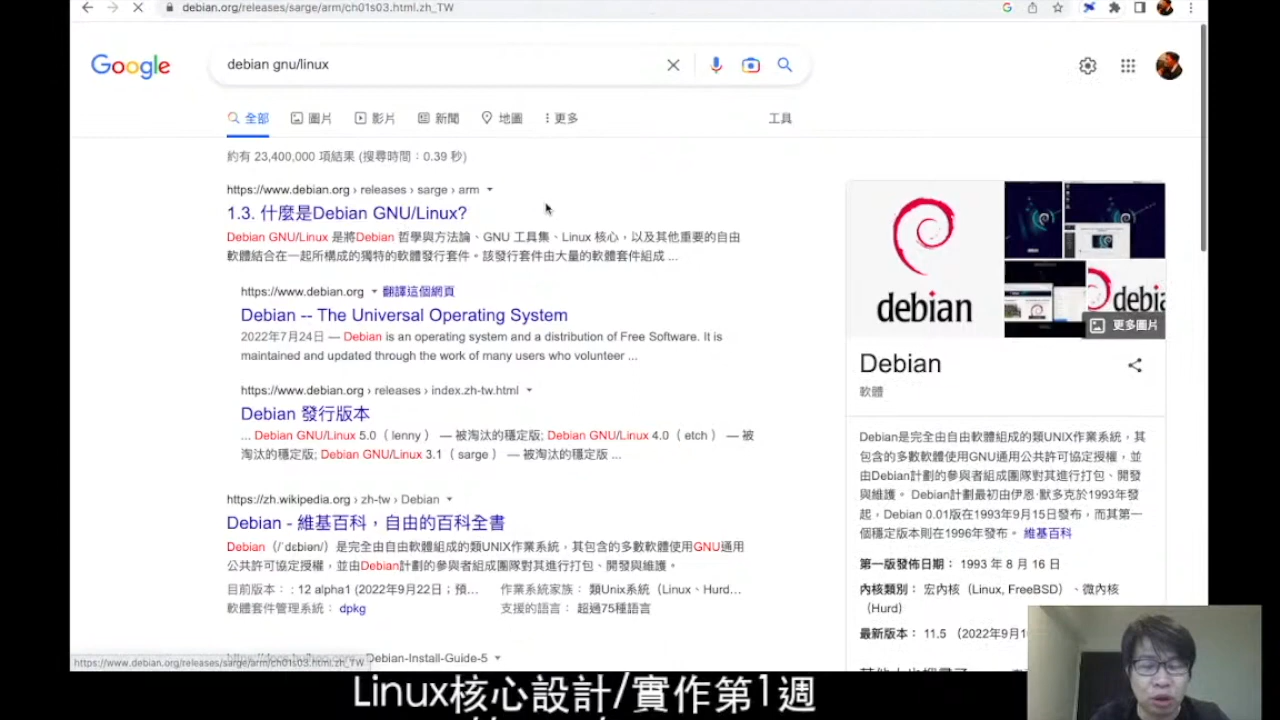 debian.org/releases/sarge/arm/ch01s03.html.zh_TW
Google
debian gnu/linux
全部 圖片 影片 新聞 地圖 更多 工具
約有 23,400,000 項結果 (搜尋時間：0.39 秒)
https://www.debian.org › releases › sarge › arm
1.3. 什麼是Debian GNU/Linux?
Debian GNU/Linux 是將Debian 哲學與方法論、GNU 工具集、Linux 核心，以及其他重要的自由
軟體結合在一起所構成的獨特的軟體發行套件。該發行套件由大量的軟體套件組成 ...
https://www.debian.org 翻譯這個網頁
Debian -- The Universal Operating System
2022年7月24日 — Debian is an operating system and a distribution of Free Software. It is
maintained and updated through the work of many users who volunteer ...
https://www.debian.org › releases › index.zh-tw.html
Debian 發行版本
... Debian GNU/Linux 5.0（ lenny ） — 被淘汰的穩定版; Debian GNU/Linux 4.0（ etch ） — 被
淘汰的穩定版; Debian GNU/Linux 3.1（ sarge ） — 被淘汰的穩定版 ...
https://zh.wikipedia.org › zh-tw › Debian
Debian - 維基百科，自由的百科全書
Debian（/ˈdɛbiən/）是完全由自由軟體組成的類UNIX作業系統，其包含的多數軟體使用GNU通用
公共許可協定授權，並由Debian計劃的參與者組成團隊對其進行打包、開發與維護。
目前版本：: 12 alpha1 (2022年9月22日；預... 作業系統家族： 類Unix系統（Linux、Hurd...
軟體套件管理系統： dpkg 支援的語言： 超過75種語言
Debian-Install-Guide-5
https://www.debian.org/releases/sarge/arm/ch01s03.html.zh_TW
debian
debia
更多圖片
Debian
軟體
Debian是完全由自由軟體組成的類UNIX作業系統，其
包含的多數軟體使用GNU通用公共許可協定授權，並
由Debian計劃的參與者組成團隊對其進行打包、開發
與維護。 Debian計劃最初由伊恩·默多克於1993年發
起，Debian 0.01版在1993年9月15日發布，而其第一
個穩定版本則在1996年發布。 維基百科
第一版發佈日期： 1993 年 8 月 16 日
內核類別： 宏內核（Linux, FreeBSD）、微內核
（Hurd）
最新版本： 11.5 （2022年9月1
Linux核心設計/實作第1週